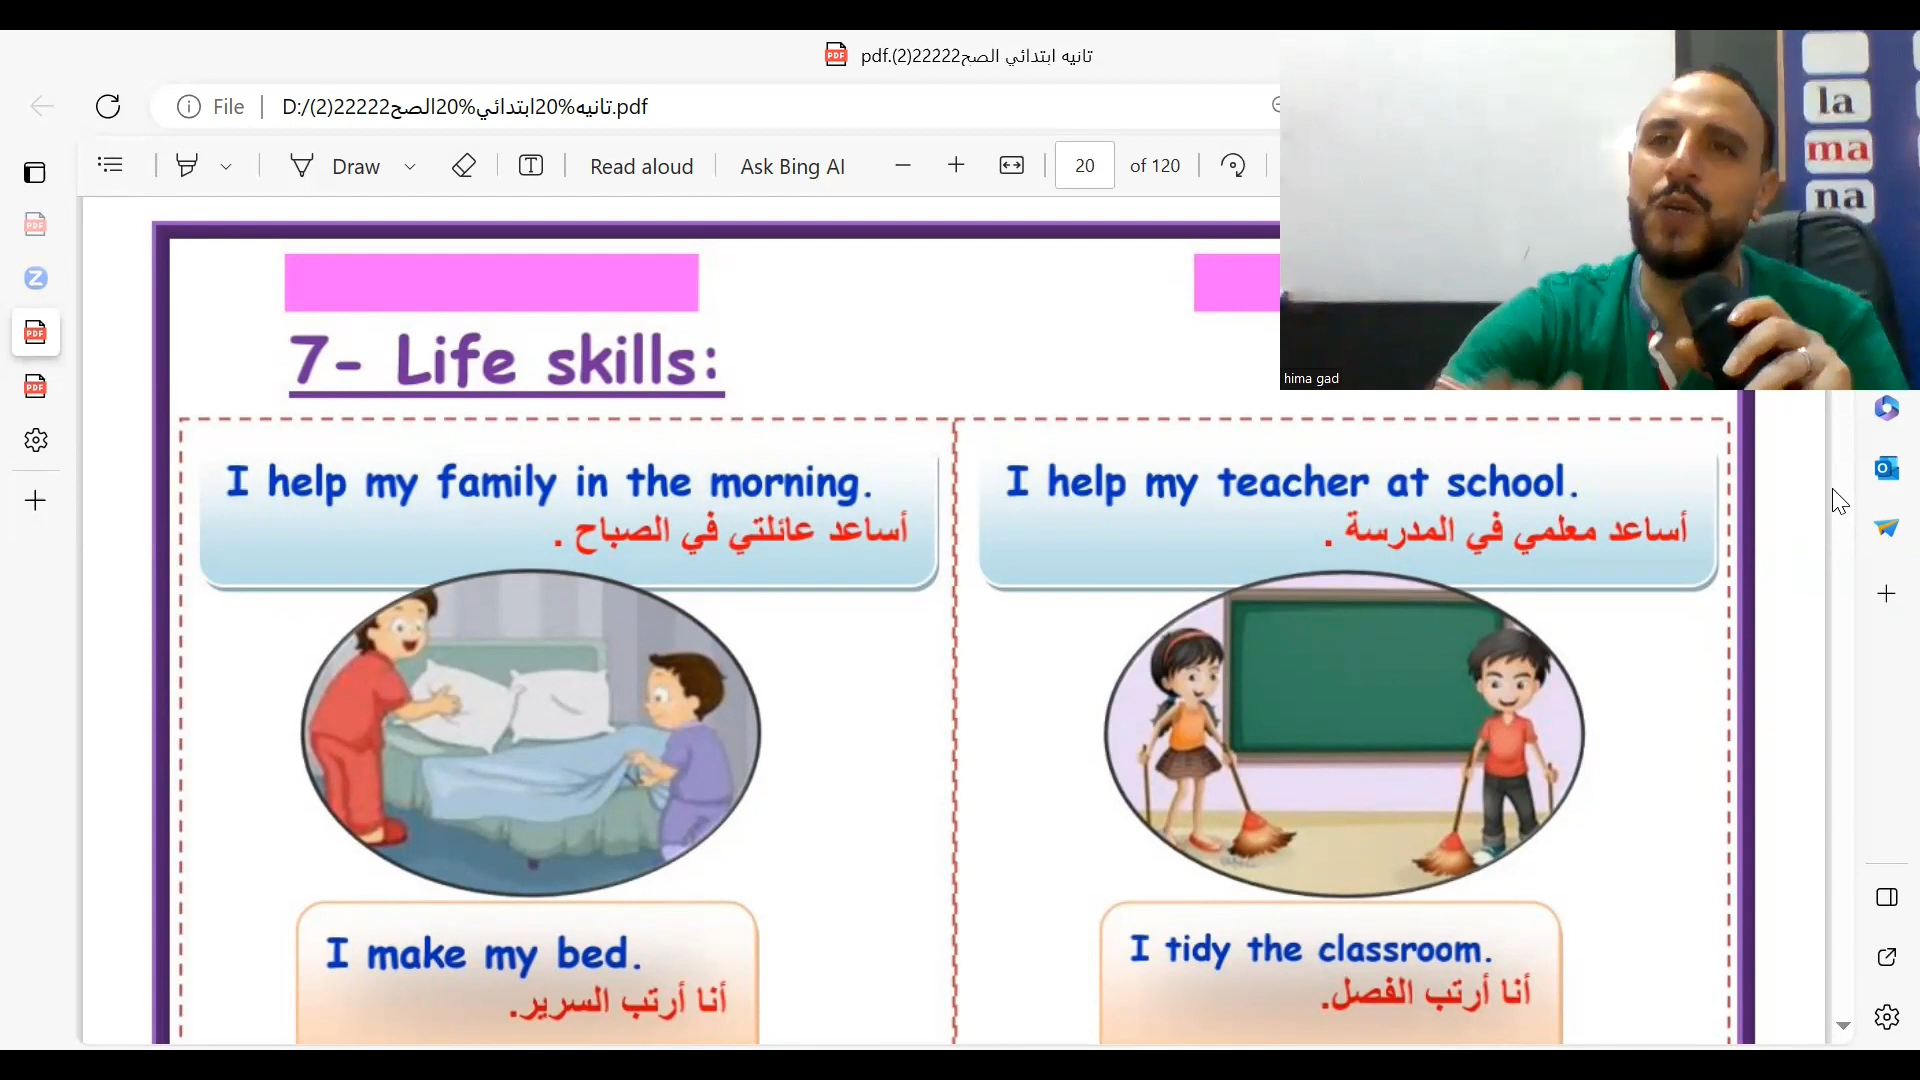 تانيه ابتدائي الصح22222(2).pdf
File
D:/(2)22222تانيه%20ابتدائي%20الصح.pdf
Draw
Read aloud
Ask Bing AI
20 of 120
la
ma
na
hima gad
7- Life skills:
I help my family in the morning.
أساعد عائلتي في الصباح .
I help my teacher at school.
أساعد معلمي في المدرسة .
I make my bed.
أنا أرتب السرير.
I tidy the classroom.
أنا أرتب الفصل.